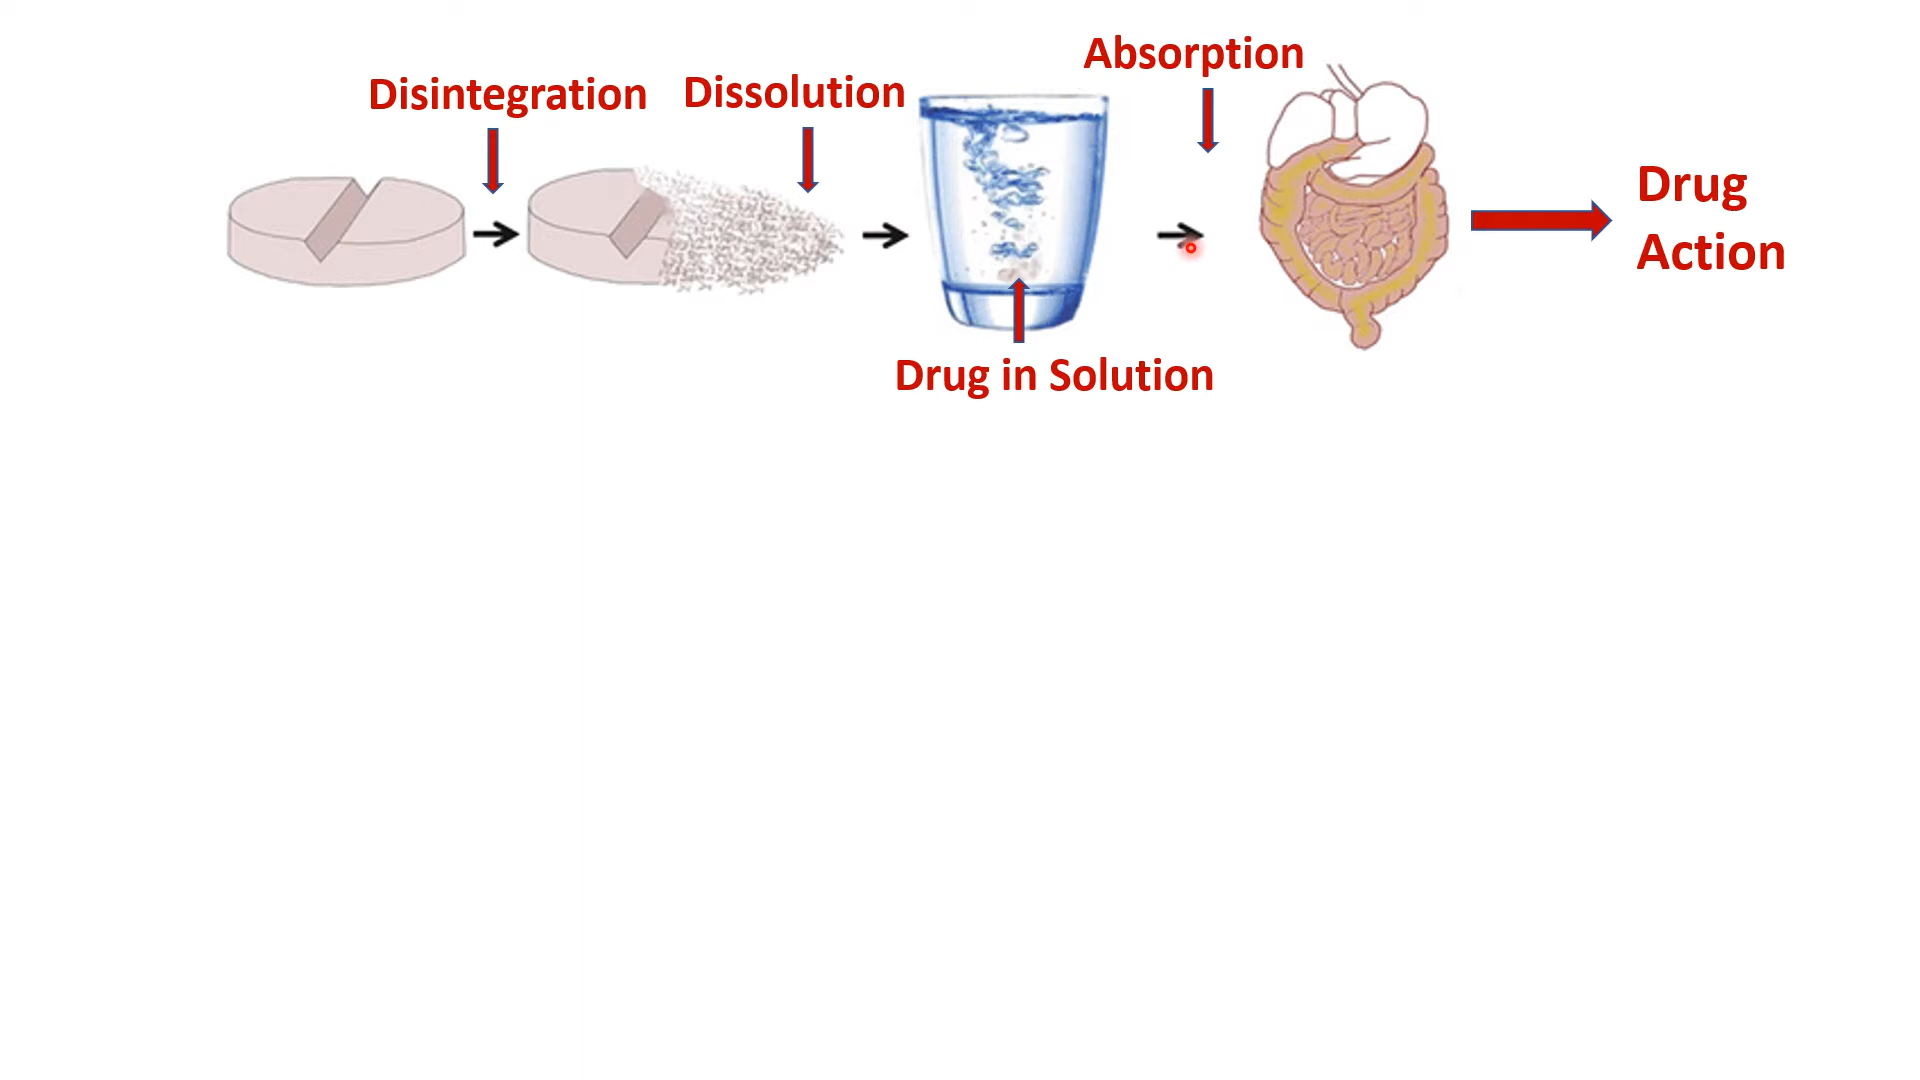 Disintegration
Dissolution
Absorption
Drug in Solution
Drug
Action